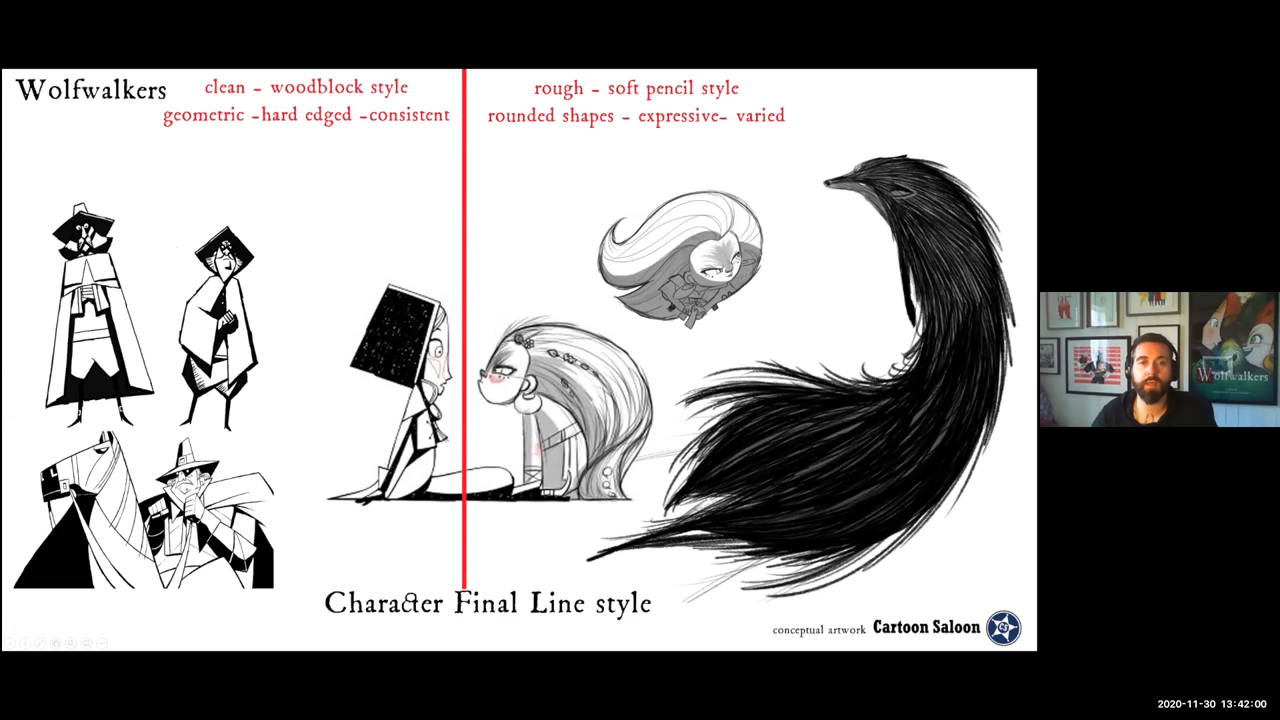 Wolfwalkers
clean - woodblock style
geometric -hard edged -consistent
rough - soft pencil style
rounded shapes - expressive- varied
Character Final Line style
conceptual artwork Cartoon Saloon
CS
Wolfwalkers
2020-11-30 13:42:00